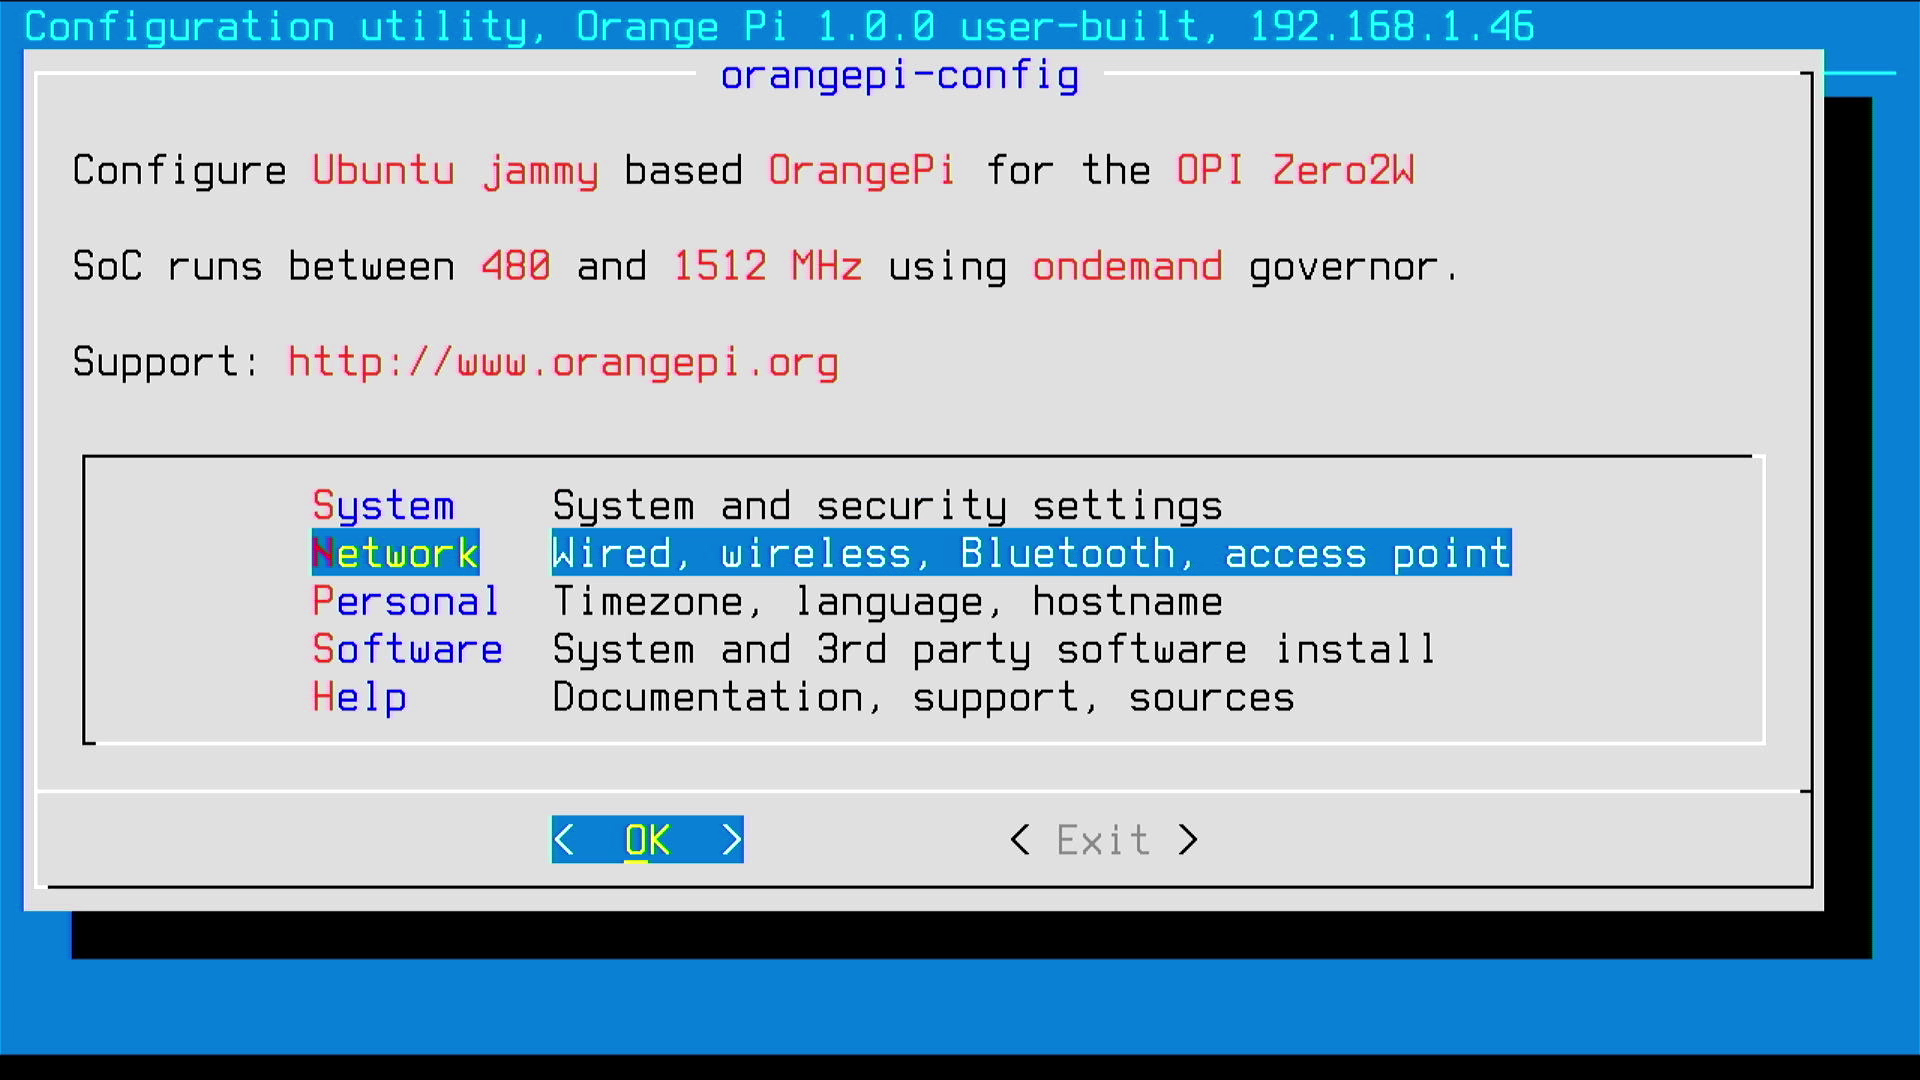 Configuration utility, Orange Pi 1.0.0 user-built, 192.168.1.46
orangepi-config
Configure Ubuntu jammy based OrangePi for the OPI Zero2W
SoC runs between 480 and 1512 MHz using ondemand governor.
Support: http://www.orangepi.org
System System and security settings
Network Wired, wireless, Bluetooth, access point
Personal Timezone, language, hostname
Software System and 3rd party software install
Help Documentation, support, sources
< OK > < Exit >